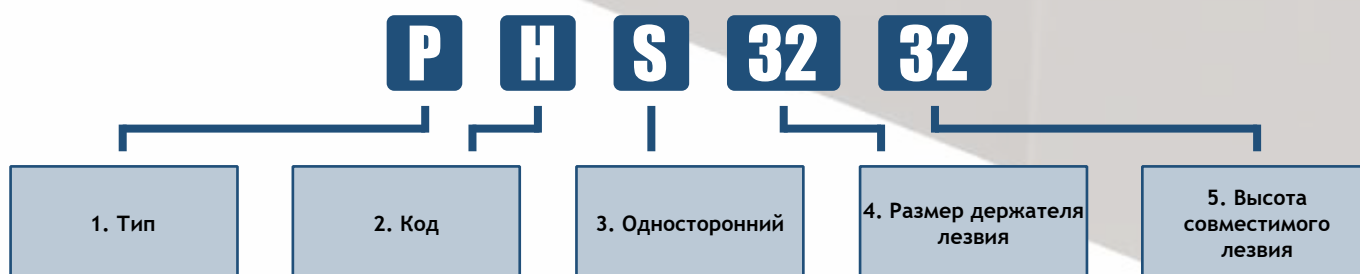 P H S 32 32
1. Тип
2. Код
3. Односторонний
4. Размер держателя
лезвия
5. Высота
совместимого
лезвия